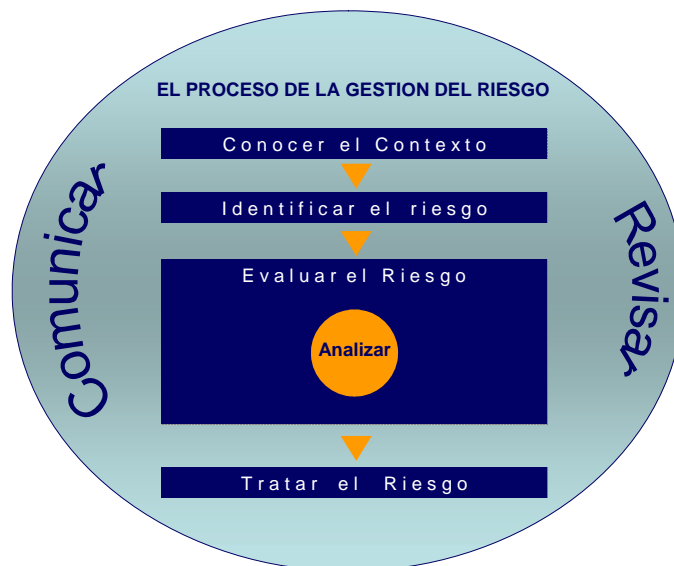 EL PROCESO DE LA GESTION DEL RIESGO
Conocer el Contexto
Identificar el riesgo
Evaluar el Riesgo
Analizar
Tratar el Riesgo
Comunicar
Revisar